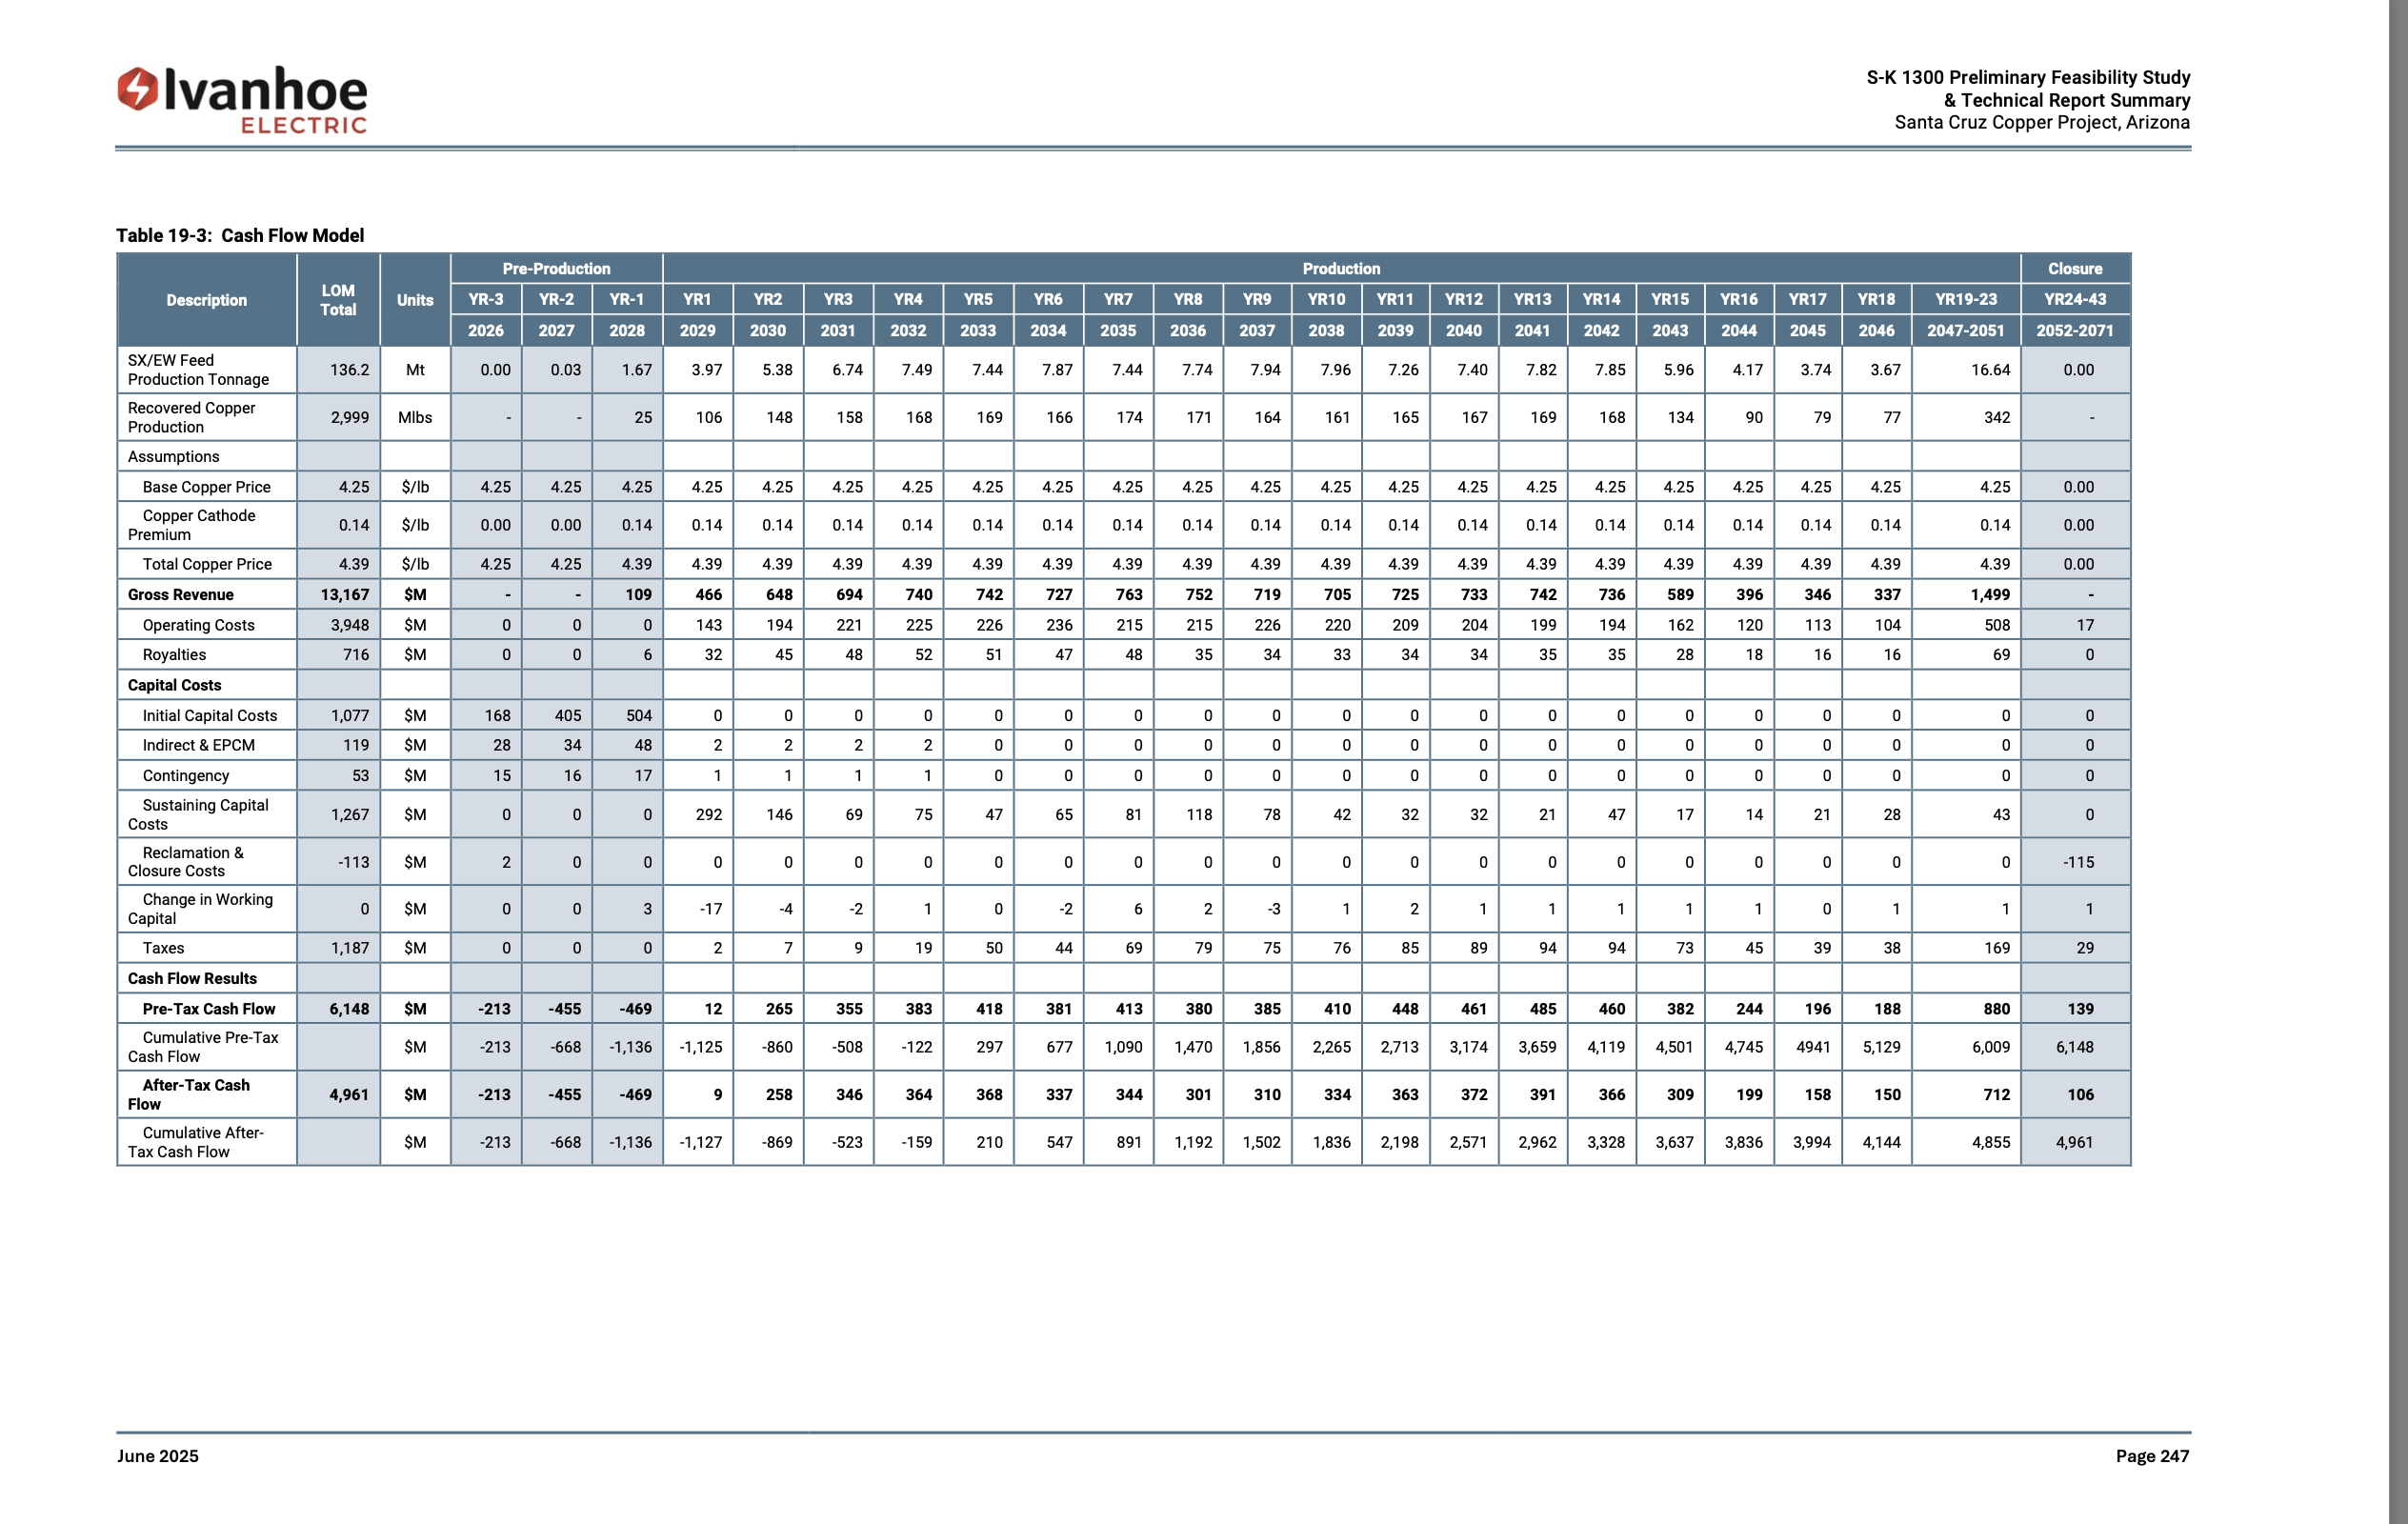 Ivanhoe
ELECTRIC
S-K 1300 Preliminary Feasibility Study
& Technical Report Summary
Santa Cruz Copper Project, Arizona
Table 19-3: Cash Flow Model
Description LOM Total Units Pre-Production Production Closure
YR-3 YR-2 YR-1 YR1 YR2 YR3 YR4 YR5 YR6 YR7 YR8 YR9 YR10 YR11 YR12 YR13 YR14 YR15 YR16 YR17 YR18 YR19-23 YR24-43
2026 2027 2028 2029 2030 2031 2032 2033 2034 2035 2036 2037 2038 2039 2040 2041 2042 2043 2044 2045 2046 2047-2051 2052-2071
SX/EW Feed Production Tonnage 136.2 Mt 0.00 0.03 1.67 3.97 5.38 6.74 7.49 7.44 7.87 7.44 7.74 7.94 7.96 7.26 7.40 7.82 7.85 5.96 4.17 3.74 3.67 16.64 0.00
Recovered Copper Production 2,999 Mlbs - - 25 106 148 158 168 169 166 174 171 164 161 165 167 169 168 134 90 79 77 342 -
Assumptions
Base Copper Price 4.25 $/lb 4.25 4.25 4.25 4.25 4.25 4.25 4.25 4.25 4.25 4.25 4.25 4.25 4.25 4.25 4.25 4.25 4.25 4.25 4.25 4.25 4.25 4.25 0.00
Copper Cathode Premium 0.14 $/lb 0.00 0.00 0.14 0.14 0.14 0.14 0.14 0.14 0.14 0.14 0.14 0.14 0.14 0.14 0.14 0.14 0.14 0.14 0.14 0.14 0.14 0.14 0.00
Total Copper Price 4.39 $/lb 4.25 4.25 4.39 4.39 4.39 4.39 4.39 4.39 4.39 4.39 4.39 4.39 4.39 4.39 4.39 4.39 4.39 4.39 4.39 4.39 4.39 4.39 0.00
Gross Revenue 13,167 $M - - 109 466 648 694 740 742 727 763 752 719 705 725 733 742 736 589 396 346 337 1,499 -
Operating Costs 3,948 $M 0 0 0 143 194 221 225 226 236 215 215 226 220 209 204 199 194 162 120 113 104 508 17
Royalties 716 $M 0 0 6 32 45 48 52 51 47 48 35 34 33 34 34 35 35 28 18 16 16 69 0
Capital Costs
Initial Capital Costs 1,077 $M 168 405 504 0 0 0 0 0 0 0 0 0 0 0 0 0 0 0 0 0 0 0 0
Indirect & EPCM 119 $M 28 34 48 2 2 2 2 0 0 0 0 0 0 0 0 0 0 0 0 0 0 0 0
Contingency 53 $M 15 16 17 1 1 1 1 0 0 0 0 0 0 0 0 0 0 0 0 0 0 0 0
Sustaining Capital Costs 1,267 $M 0 0 0 292 146 69 75 47 65 81 118 78 42 32 32 21 47 17 14 21 28 43 0
Reclamation & Closure Costs -113 $M 2 0 0 0 0 0 0 0 0 0 0 0 0 0 0 0 0 0 0 0 0 0 -115
Change in Working Capital 0 $M 0 0 3 -17 -4 -2 1 0 -2 6 2 -3 1 2 1 1 1 1 1 0 1 1 1
Taxes 1,187 $M 0 0 0 2 7 9 19 50 44 69 79 75 76 85 89 94 94 73 45 39 38 169 29
Cash Flow Results
Pre-Tax Cash Flow 6,148 $M -213 -455 -469 12 265 355 383 418 381 413 380 385 410 448 461 485 460 382 244 196 188 880 139
Cumulative Pre-Tax Cash Flow $M -213 -668 -1,136 -1,125 -860 -508 -122 297 677 1,090 1,470 1,856 2,265 2,713 3,174 3,659 4,119 4,501 4,745 4941 5,129 6,009 6,148
After-Tax Cash Flow 4,961 $M -213 -455 -469 9 258 346 364 368 337 344 301 310 334 363 372 391 366 309 199 158 150 712 106
Cumulative After-Tax Cash Flow $M -213 -668 -1,136 -1,127 -869 -523 -159 210 547 891 1,192 1,502 1,836 2,198 2,571 2,962 3,328 3,637 3,836 3,994 4,144 4,855 4,961
June 2025
Page 247